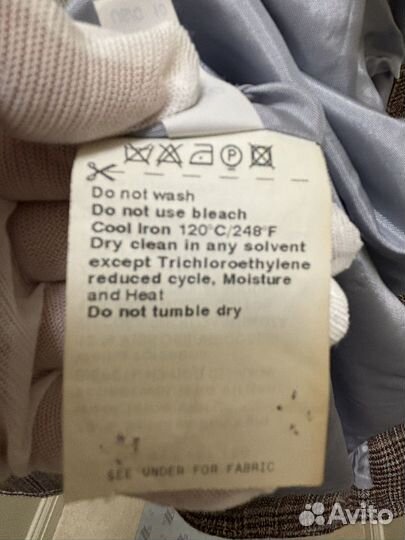 P
Do not wash
Do not use bleach
Cool Iron 120°C/248°F
Dry clean in any solvent
except Trichloroethylene
reduced cycle, Moisture
and Heat
Do not tumble dry
SEE UNDER FOR FABRIC
Avito